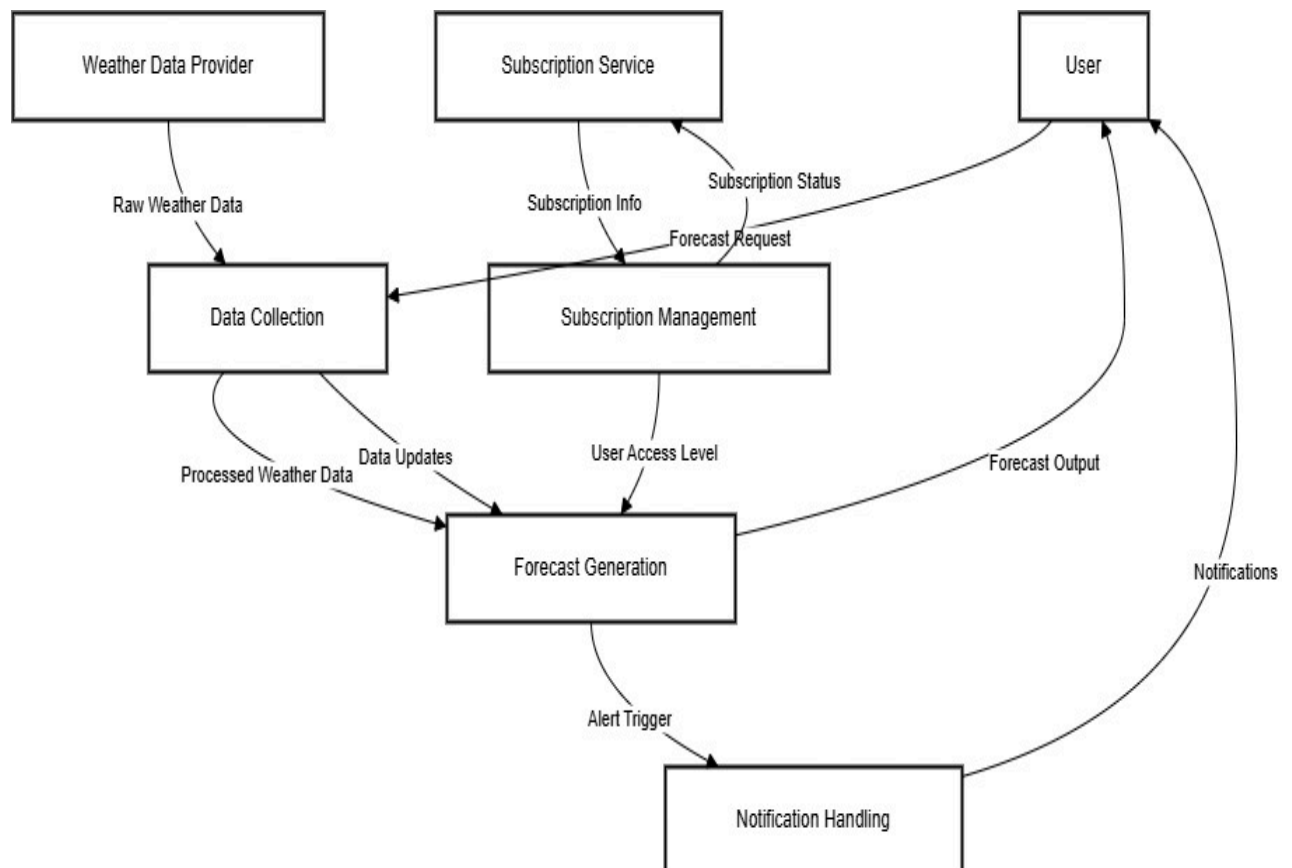 Weather Data Provider
Subscription Service
User
Subscription Status
Raw Weather Data
Subscription Info
Forecast Request
Data Collection
Subscription Management
User Access Level
Data Updates
Forecast Output
Processed Weather Data
Forecast Generation
Notifications
Alert Trigger
Notification Handling